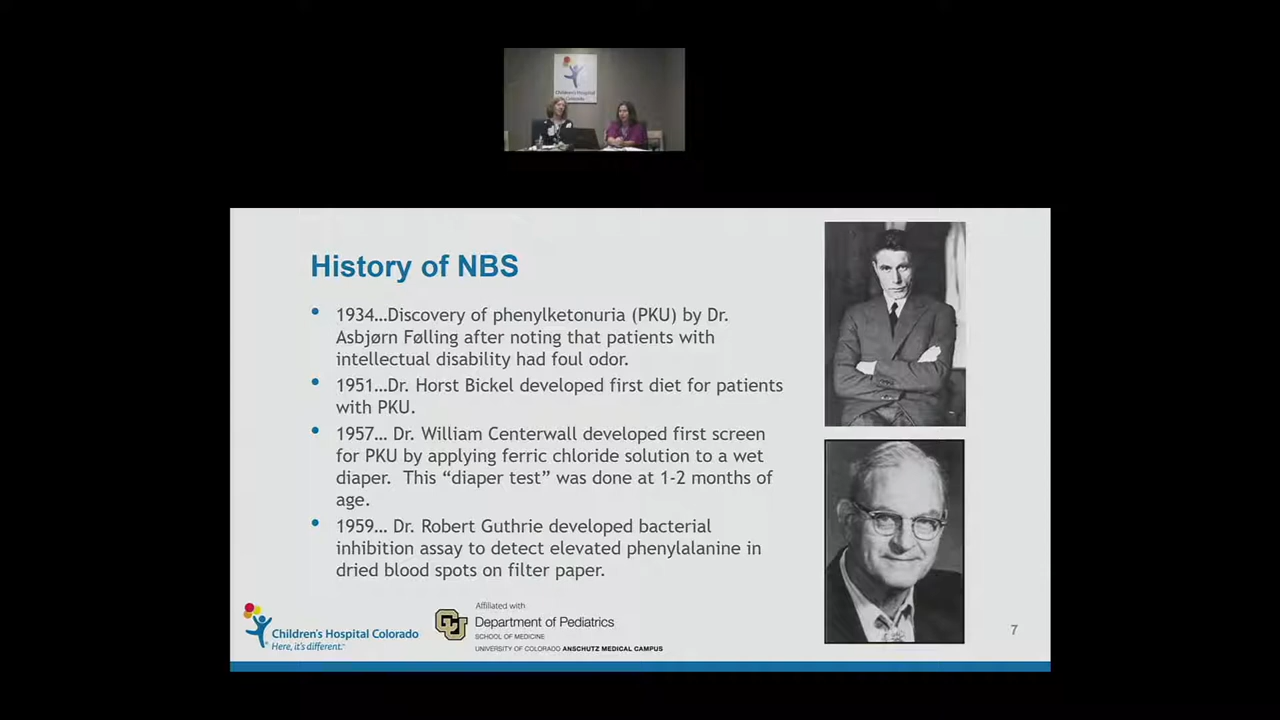 Children's Hospital
Colorado
History of NBS
• 1934…Discovery of phenylketonuria (PKU) by Dr.
Asbjørn Følling after noting that patients with
intellectual disability had foul odor.
• 1951…Dr. Horst Bickel developed first diet for patients
with PKU.
• 1957… Dr. William Centerwall developed first screen
for PKU by applying ferric chloride solution to a wet
diaper.  This “diaper test” was done at 1-2 months of
age.
• 1959… Dr. Robert Guthrie developed bacterial
inhibition assay to detect elevated phenylalanine in
dried blood spots on filter paper.
Children's Hospital Colorado
Here, it's different.™
Affiliated with
CU
Department of Pediatrics
SCHOOL OF MEDICINE
UNIVERSITY OF COLORADO ANSCHUTZ MEDICAL CAMPUS
7